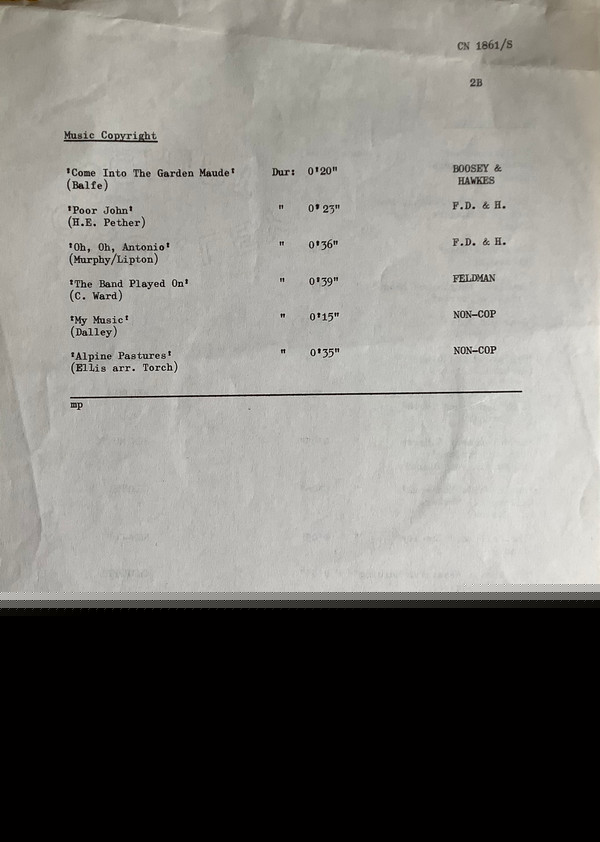 CN 1861/S
2B
Music Copyright
'Come Into The Garden Maude' Dur: 0'20" BOOSEY &
(Balfe) HAWKES
'Poor John' " 0'23" F.D. & H.
(H.E. Pether)
'Oh, Oh, Antonio' " 0'36" F.D. & H.
(Murphy/Lipton)
'The Band Played On' " 0'39" FELDMAN
(C. Ward)
'My Music' " 0'15" NON-COP
(Dalley)
'Alpine Pastures' " 0'35" NON-COP
(Ellis arr. Torch)
mp